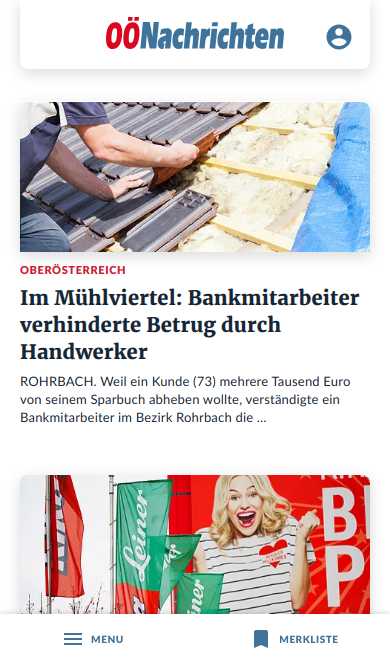 OÖNachrichten
OBERÖSTERREICH
Im Mühlviertel: Bankmitarbeiter
verhinderte Betrug durch
Handwerker
ROHRBACH. Weil ein Kunde (73) mehrere Tausend Euro
von seinem Sparbuch abheben wollte, verständigte ein
Bankmitarbeiter im Bezirk Rohrbach die ...
Leiner
B
P
MENU
MERKLISTE